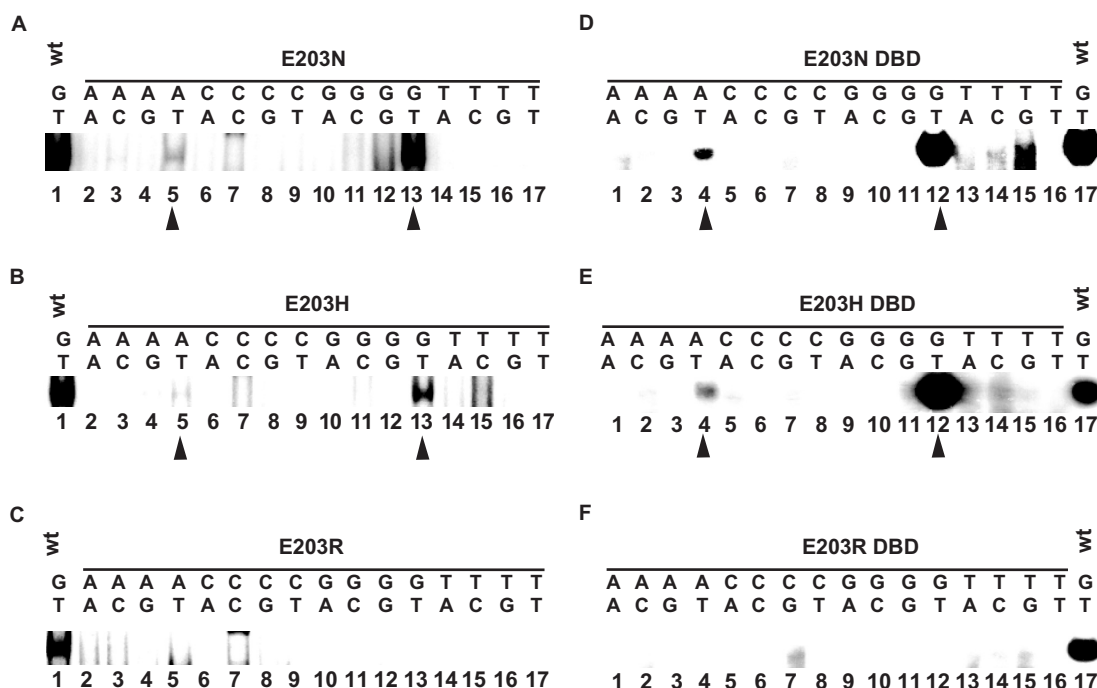 A
wt
E203N
G A A A A C C C C G G G G T T T T
T A C G T A C G T A C G T A C G T
1 2 3 4 5 6 7 8 9 10 11 12 13 14 15 16 17
B
wt
E203H
G A A A A C C C C G G G G T T T T
T A C G T A C G T A C G T A C G T
1 2 3 4 5 6 7 8 9 10 11 12 13 14 15 16 17
C
wt
E203R
G A A A A C C C C G G G G T T T T
T A C G T A C G T A C G T A C G T
1 2 3 4 5 6 7 8 9 10 11 12 13 14 15 16 17
D
E203N DBD
wt
A A A A C C C C G G G G T T T T G
A C G T A C G T A C G T A C G T T
1 2 3 4 5 6 7 8 9 10 11 12 13 14 15 16 17
E
E203H DBD
wt
A A A A C C C C G G G G T T T T G
A C G T A C G T A C G T A C G T T
1 2 3 4 5 6 7 8 9 10 11 12 13 14 15 16 17
F
E203R DBD
wt
A A A A C C C C G G G G T T T T G
A C G T A C G T A C G T A C G T T
1 2 3 4 5 6 7 8 9 10 11 12 13 14 15 16 17